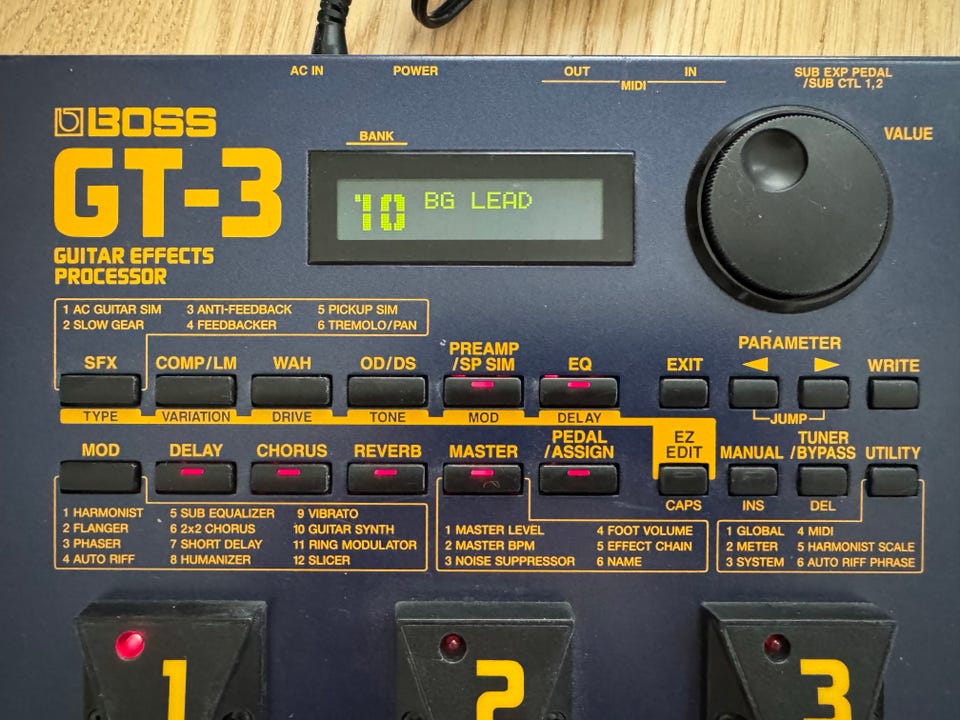 AC IN POWER OUT MIDI IN SUB EXP PEDAL
/SUB CTL 1,2
BOSS
BANK
VALUE
GT-3
10 BG LEAD
GUITAR EFFECTS
PROCESSOR
1 AC GUITAR SIM 3 ANTI-FEEDBACK 5 PICKUP SIM
2 SLOW GEAR 4 FEEDBACKER 6 TREMOLO/PAN
SFX COMP/LM WAH OD/DS PREAMP
/SP SIM EQ EXIT PARAMETER WRITE
TYPE VARIATION DRIVE TONE MOD DELAY JUMP
MOD DELAY CHORUS REVERB MASTER PEDAL
/ASSIGN EZ
EDIT MANUAL TUNER
/BYPASS UTILITY
CAPS INS DEL
1 HARMONIST 5 SUB EQUALIZER 9 VIBRATO
2 FLANGER 6 2x2 CHORUS 10 GUITAR SYNTH
3 PHASER 7 SHORT DELAY 11 RING MODULATOR
4 AUTO RIFF 8 HUMANIZER 12 SLICER
1 MASTER LEVEL 4 FOOT VOLUME
2 MASTER BPM 5 EFFECT CHAIN
3 NOISE SUPPRESSOR 6 NAME
1 GLOBAL 4 MIDI
2 METER 5 HARMONIST SCALE
3 SYSTEM 6 AUTO RIFF PHRASE
1 2 3